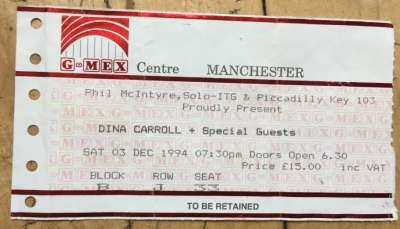 G-MEX Centre MANCHESTER
Phil McIntyre,Solo-ITG & Piccadilly Key 103
Proudly Present
DINA CARROLL + Special Guests
SAT 03 DEC 1994 07:30pm Doors Open 6.30
Price £15.00 inc VAT
BLOCK ROW SEAT
B J 33
TO BE RETAINED